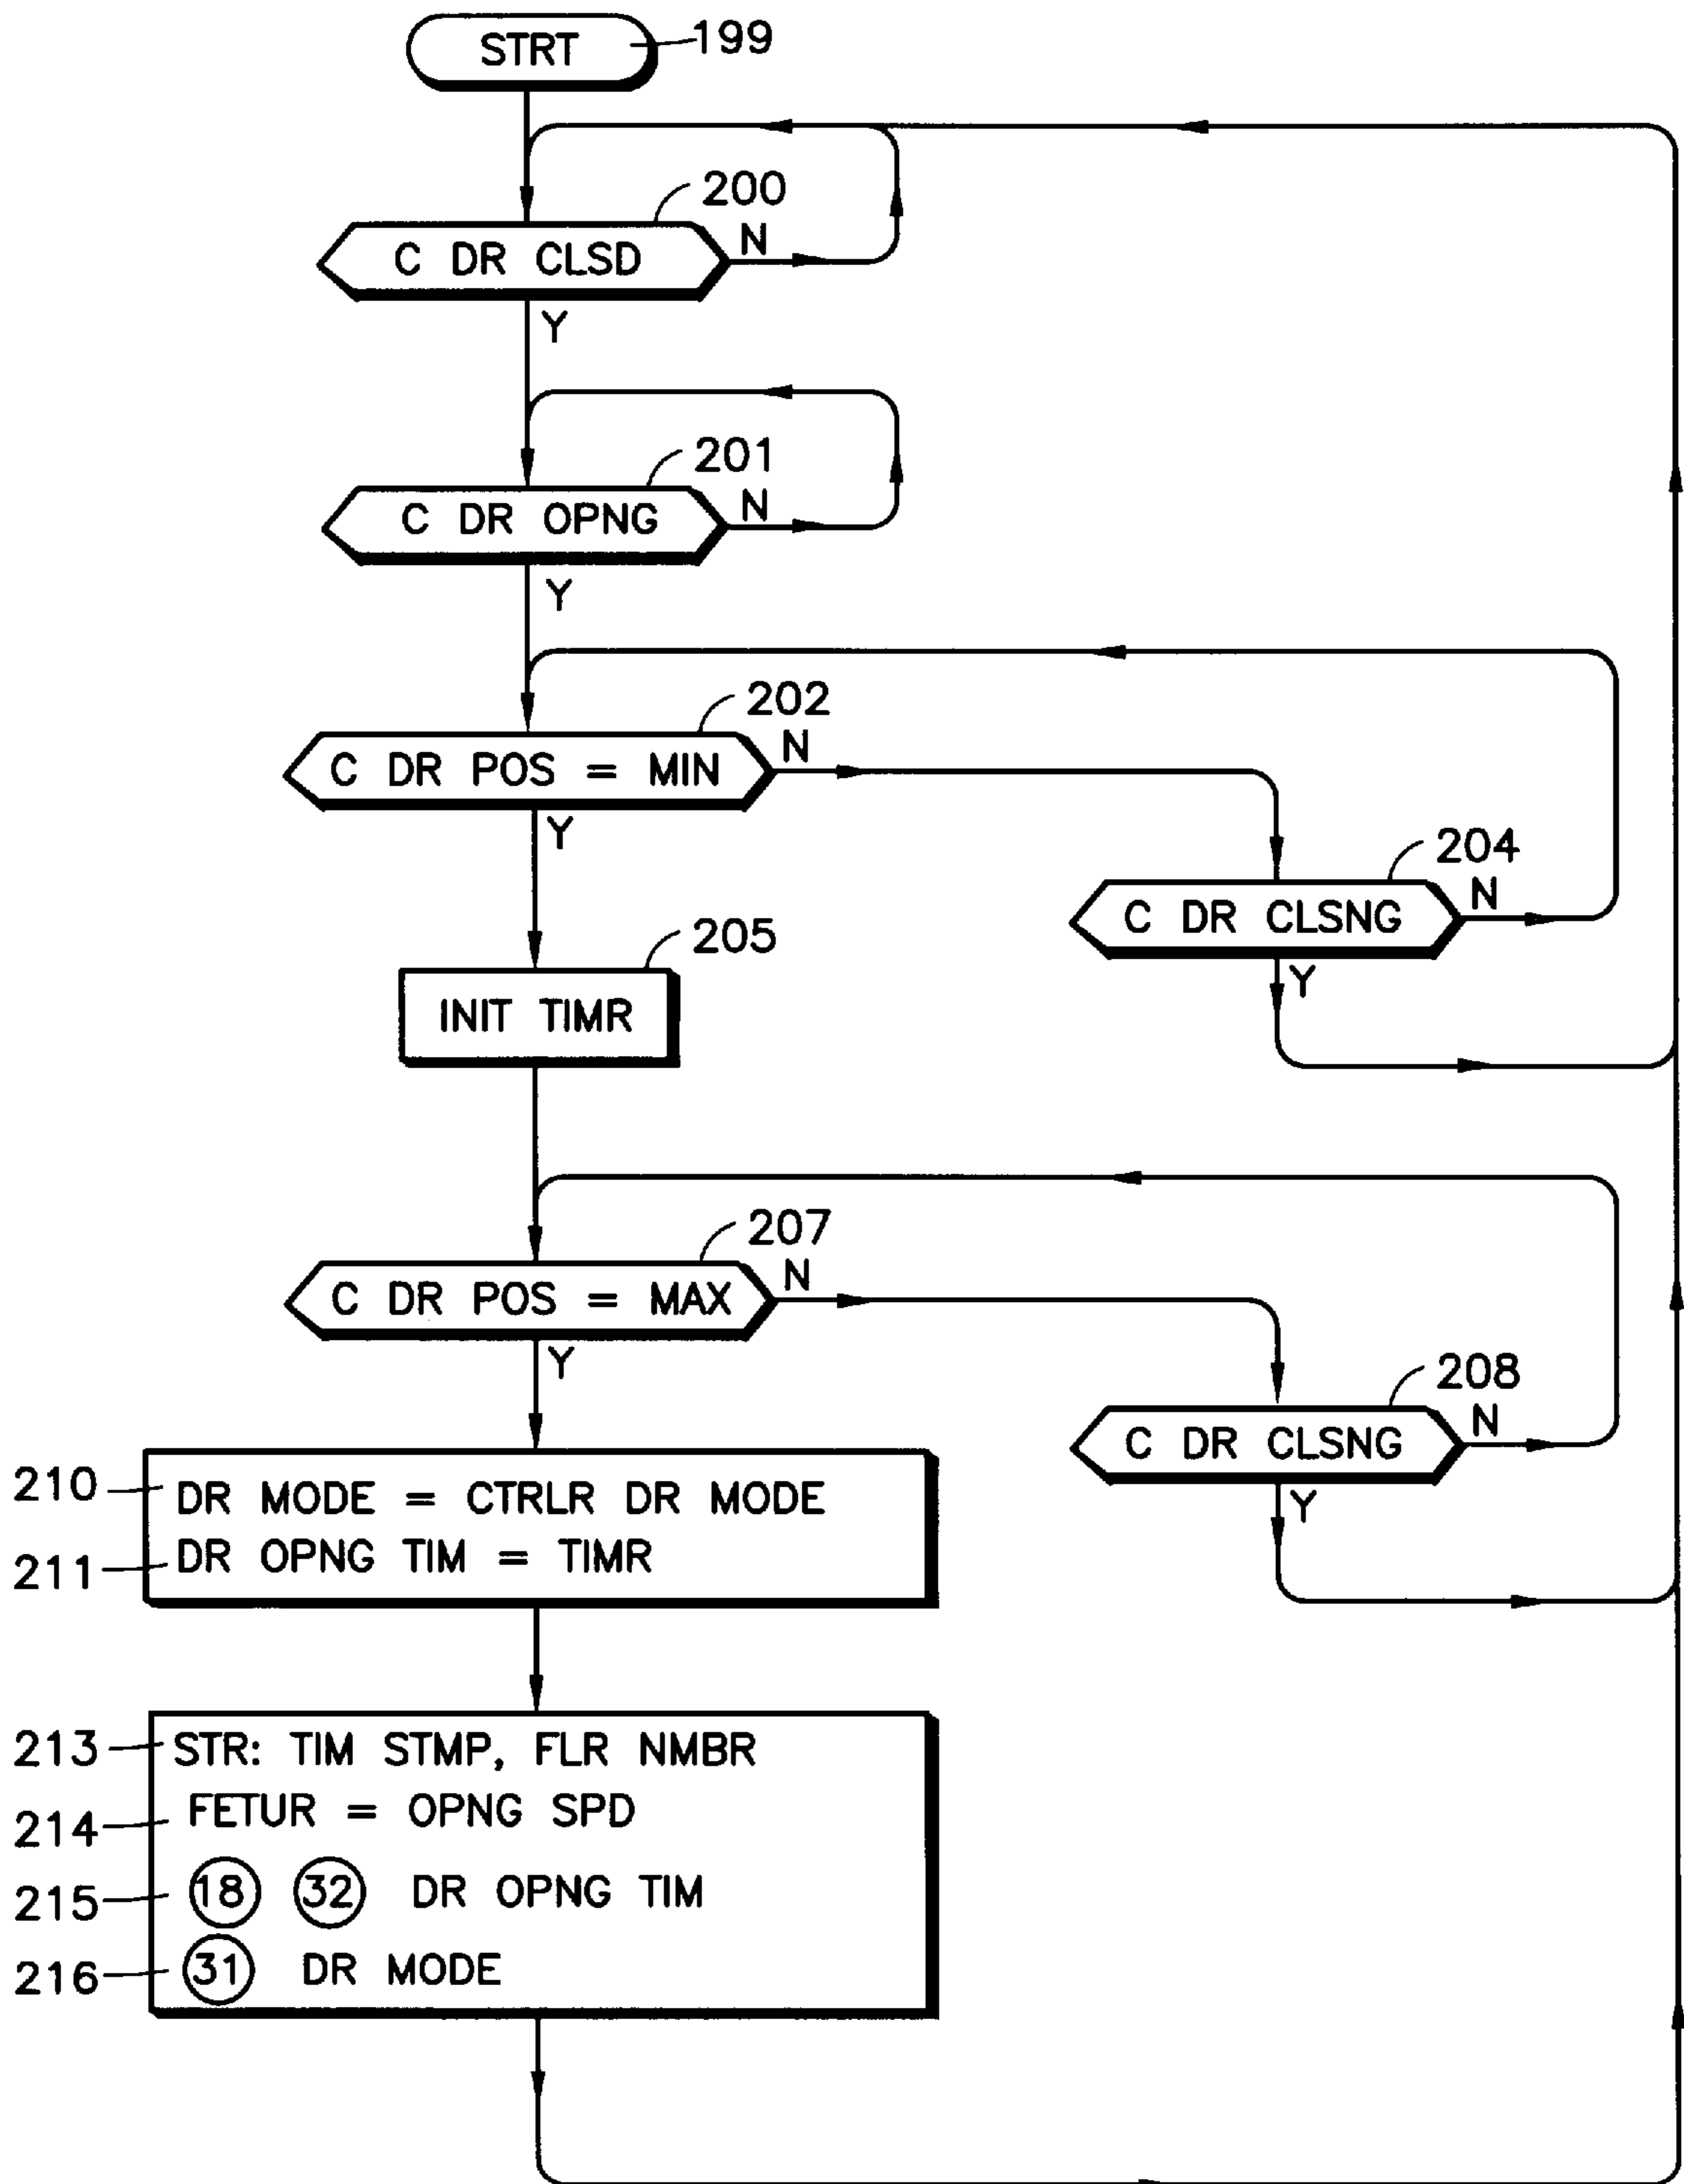 STRT 199
200
C DR CLSD N
Y
201
C DR OPNG N
Y
202
C DR POS = MIN N
Y
204
C DR CLSNG N
Y
205
INIT TIMR
207
C DR POS = MAX N
Y
208
C DR CLSNG N
Y
210 DR MODE = CTRLR DR MODE
211 DR OPNG TIM = TIMR
213 STR: TIM STMP, FLR NMBR
214 FETUR = OPNG SPD
215 18 32 DR OPNG TIM
216 31 DR MODE